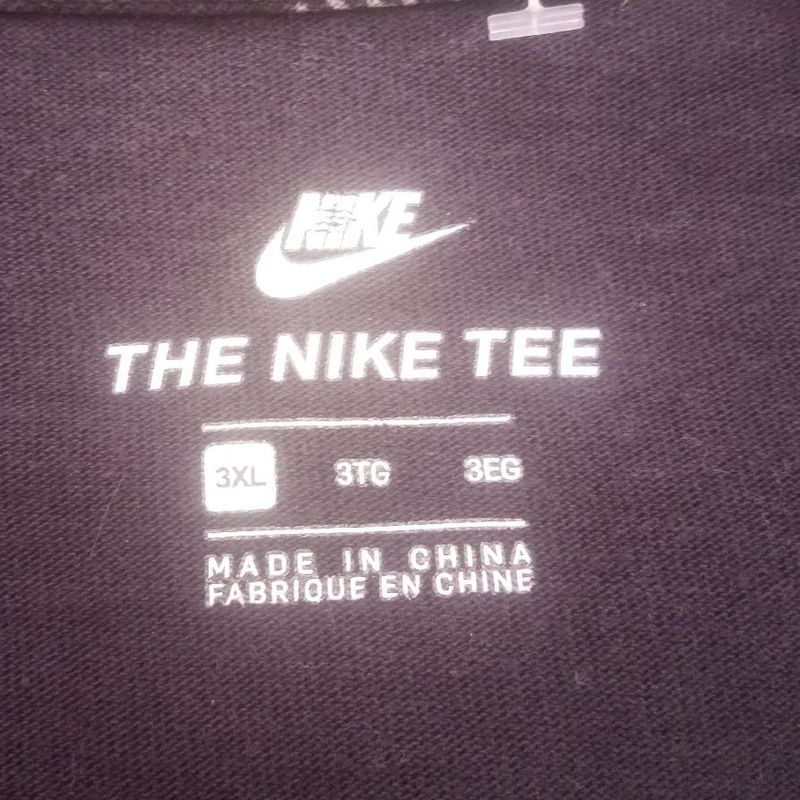 NIKE
THE NIKE TEE
3XL 3TG 3EG
MADE IN CHINA
FABRIQUE EN CHINE